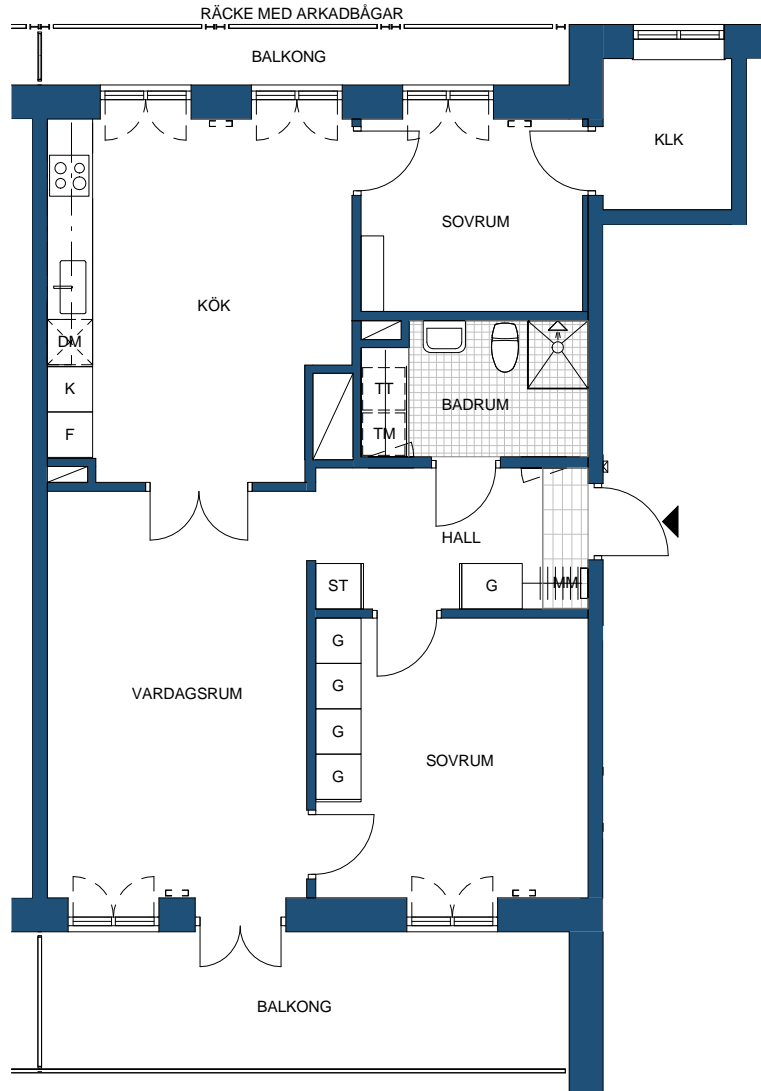 RÄCKE MED ARKADBÅGAR
BALKONG
KLK
SOVRUM
KÖK
DM
K
F
TT
TM
BADRUM
HALL
ST
G
MM
G
G
G
G
VARDAGSRUM
SOVRUM
BALKONG